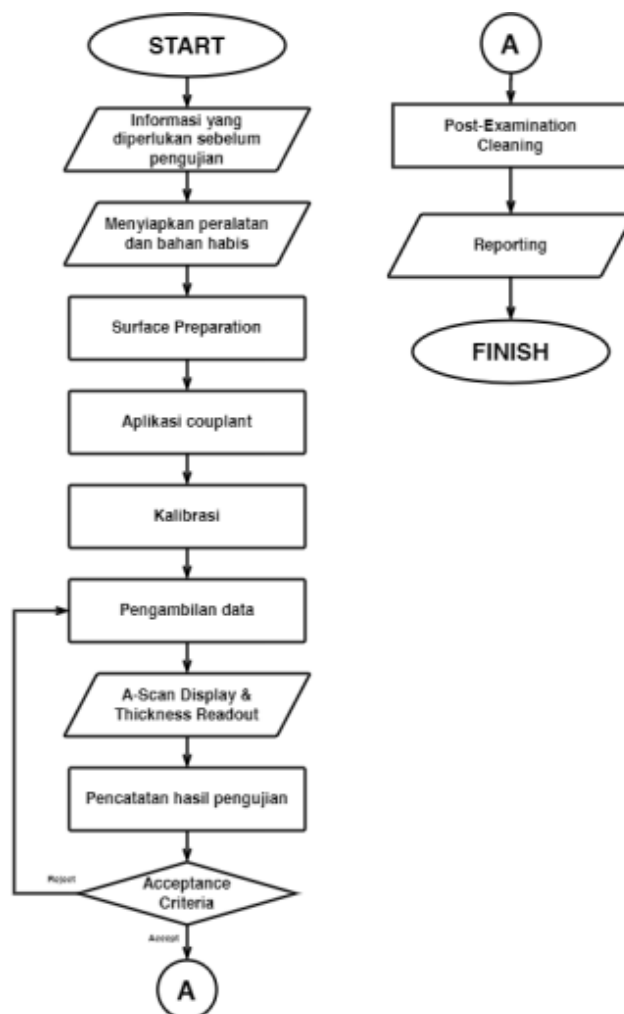 START
Informasi yang
diperlukan sebelum
pengujian
Menyiapkan peralatan
dan bahan habis
Surface Preparation
Aplikasi couplant
Kalibrasi
Pengambilan data
A-Scan Display &
Thickness Readout
Pencatatan hasil pengujian
Reject
Acceptance
Criteria
Accept
A
A
Post-Examination
Cleaning
Reporting
FINISH